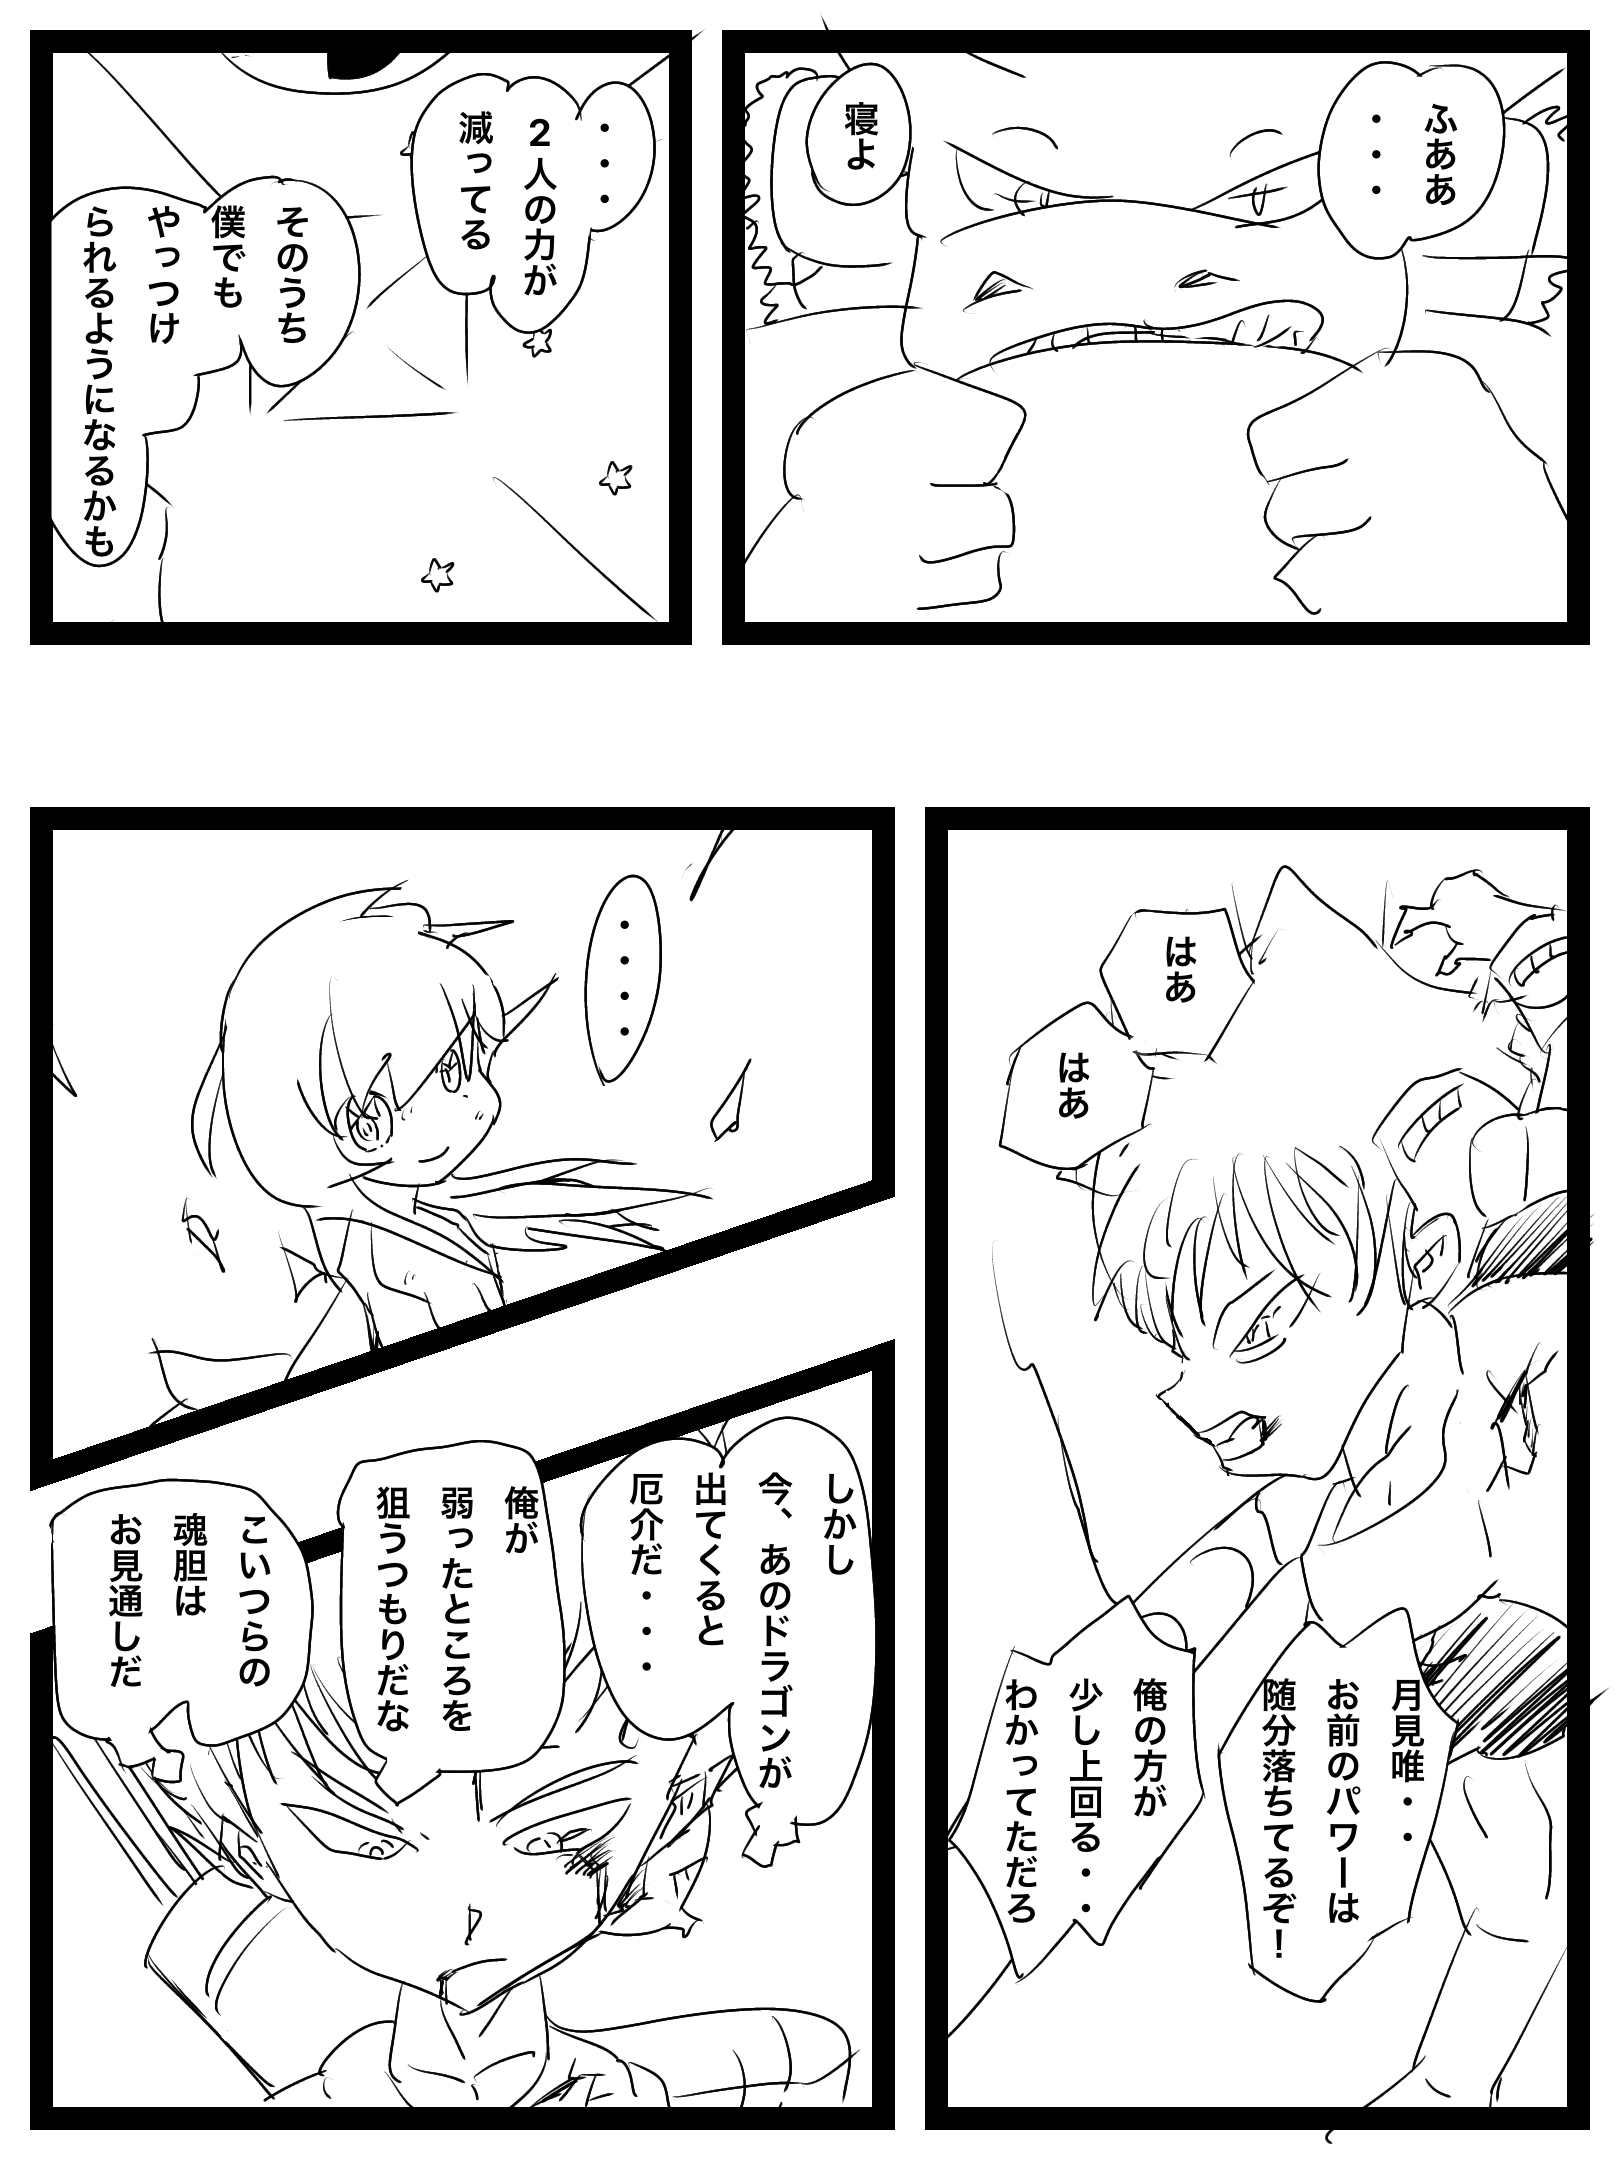 ふああ
・・・
寝よ
・・・
2人の力が
減ってる
そのうち
僕でも
やっつけ
られるようになるかも
はあ
はあ
月見唯・・
お前のパワーは
随分落ちてるぞ！
俺の方が
少し上回る・・
わかってただろ
・・・・
しかし
今、あのドラゴンが
出てくると
厄介だ・・・
俺が
弱ったところを
狙うつもりだな
こいつらの
魂胆は
お見通しだ